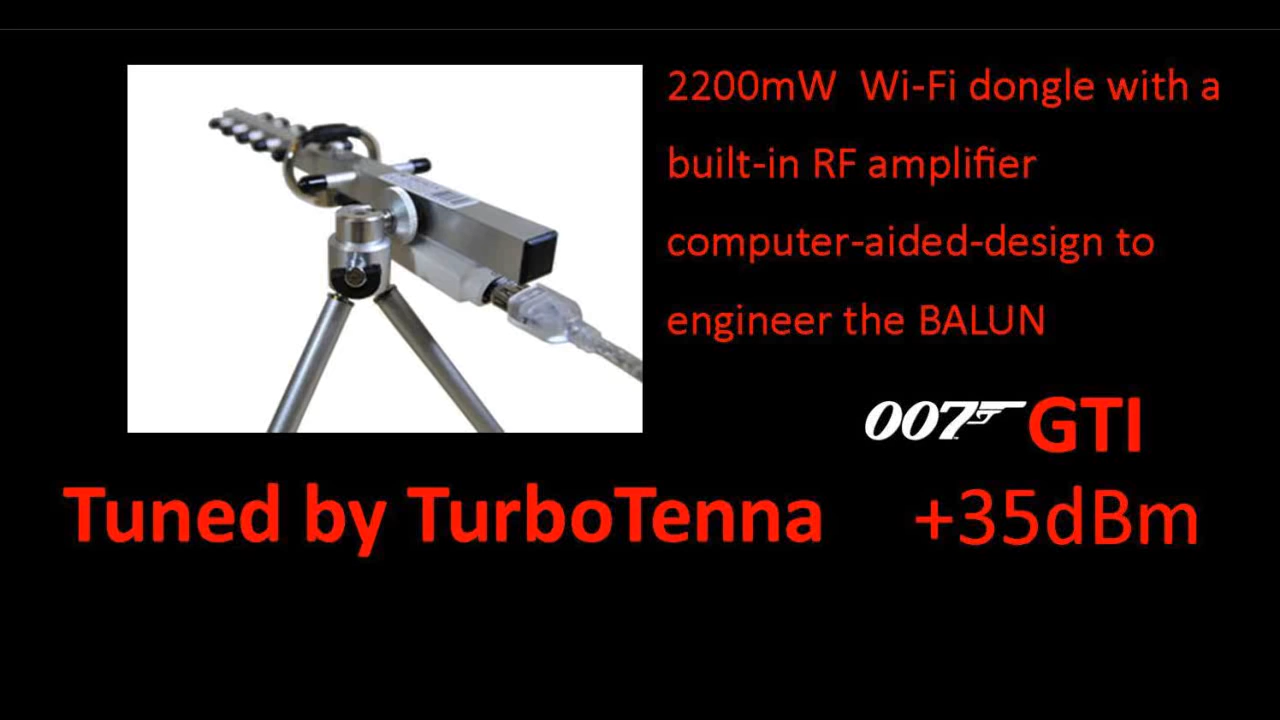 2200mW Wi-Fi dongle with a
built-in RF amplifier
computer-aided-design to
engineer the BALUN
007 GTI
Tuned by TurboTenna +35dBm